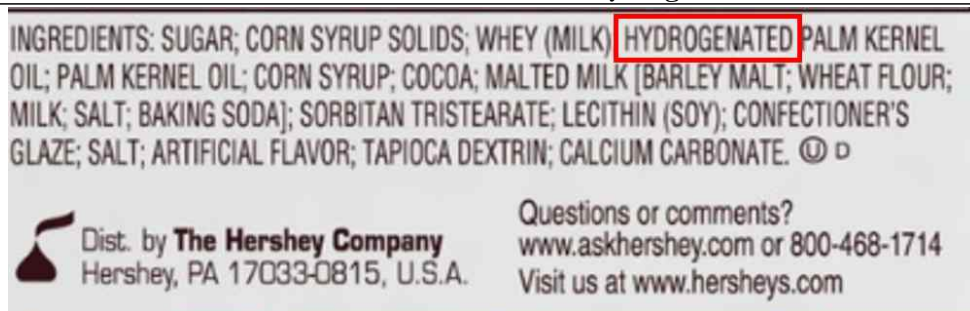 INGREDIENTS: SUGAR; CORN SYRUP SOLIDS; WHEY (MILK) HYDROGENATED PALM KERNEL
OIL; PALM KERNEL OIL; CORN SYRUP; COCOA; MALTED MILK [BARLEY MALT; WHEAT FLOUR;
MILK; SALT; BAKING SODA]; SORBITAN TRISTEARATE; LECITHIN (SOY); CONFECTIONER'S
GLAZE; SALT; ARTIFICIAL FLAVOR; TAPIOCA DEXTRIN; CALCIUM CARBONATE. Ⓤ D
Dist. by The Hershey Company
Hershey, PA 17033-0815, U.S.A.
Questions or comments?
www.askhershey.com or 800-468-1714
Visit us at www.hersheys.com